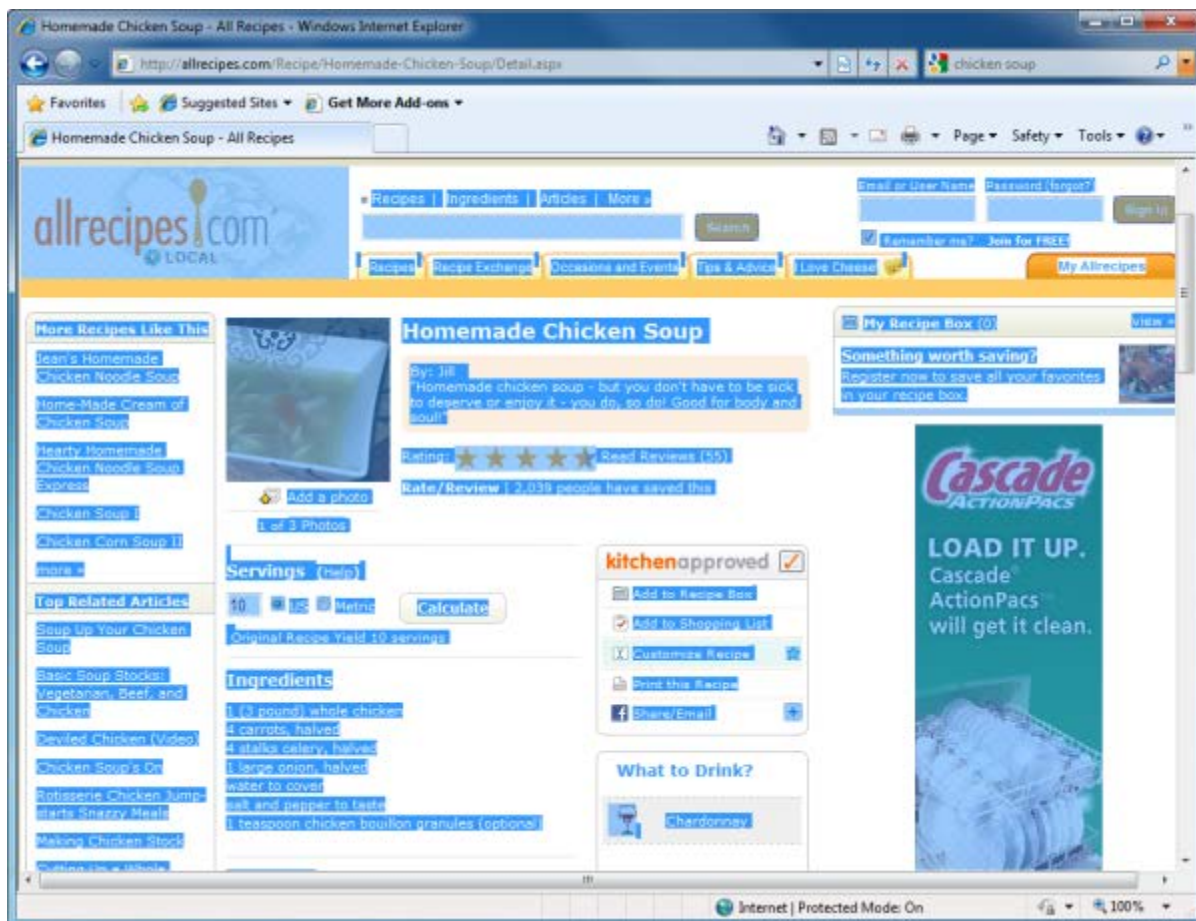 Homemade Chicken Soup - All Recipes - Windows Internet Explorer
http://allrecipes.com/Recipe/Homemade-Chicken-Soup/Detail.aspx
chicken soup
Favorites
Suggested Sites
Get More Add-ons
Homemade Chicken Soup - All Recipes
Page
Safety
Tools
allrecipes.com
LOCAL
Recipes | Ingredients | Articles | More »
Search
Email or User Name
Password (forgot?
Sign In
Remember me?
Join for FREE!
Recipes
Recipe Exchange
Occasions and Events
Tips & Advice
I Love Cheese
My Allrecipes
More Recipes Like This
Jean's Homemade
Chicken Noodle Soup
Home-Made Cream of
Chicken Soup
Hearty Homemade
Chicken Noodle Soup
Express
Chicken Soup I
Chicken Corn Soup II
more »
Top Related Articles
Soup Up Your Chicken
Soup
Basic Soup Stocks:
Vegetarian, Beef, and
Chicken
Deviled Chicken (Video)
Chicken Soup's On
Rotisserie Chicken Jump-
starts Snazzy Meals
Making Chicken Stock
Cutting Up a Whole
Homemade Chicken Soup
By: Jill
"Homemade chicken soup - but you don't have to be sick
to deserve or enjoy it - you do, so do! Good for body and
soul!"
Rating:
Read Reviews (55)
Rate/Review | 2,039 people have saved this
Add a photo
1 of 3 Photos
Servings (Help)
10
US
Metric
Calculate
Original Recipe Yield 10 servings
Ingredients
1 (3 pound) whole chicken
4 carrots, halved
4 stalks celery, halved
1 large onion, halved
water to cover
salt and pepper to taste
1 teaspoon chicken bouillon granules (optional)
kitchenapproved
Add to Recipe Box
Add to Shopping List
Customize Recipe
Print this Recipe
Share/Email
What to Drink?
Chardonnay
My Recipe Box (0)
VIEW »
Something worth saving?
Register now to save all your favorites
in your recipe box.
Cascade
ACTIONPACS
LOAD IT UP.
Cascade®
ActionPacs™
will get it clean.
Internet | Protected Mode: On
100%